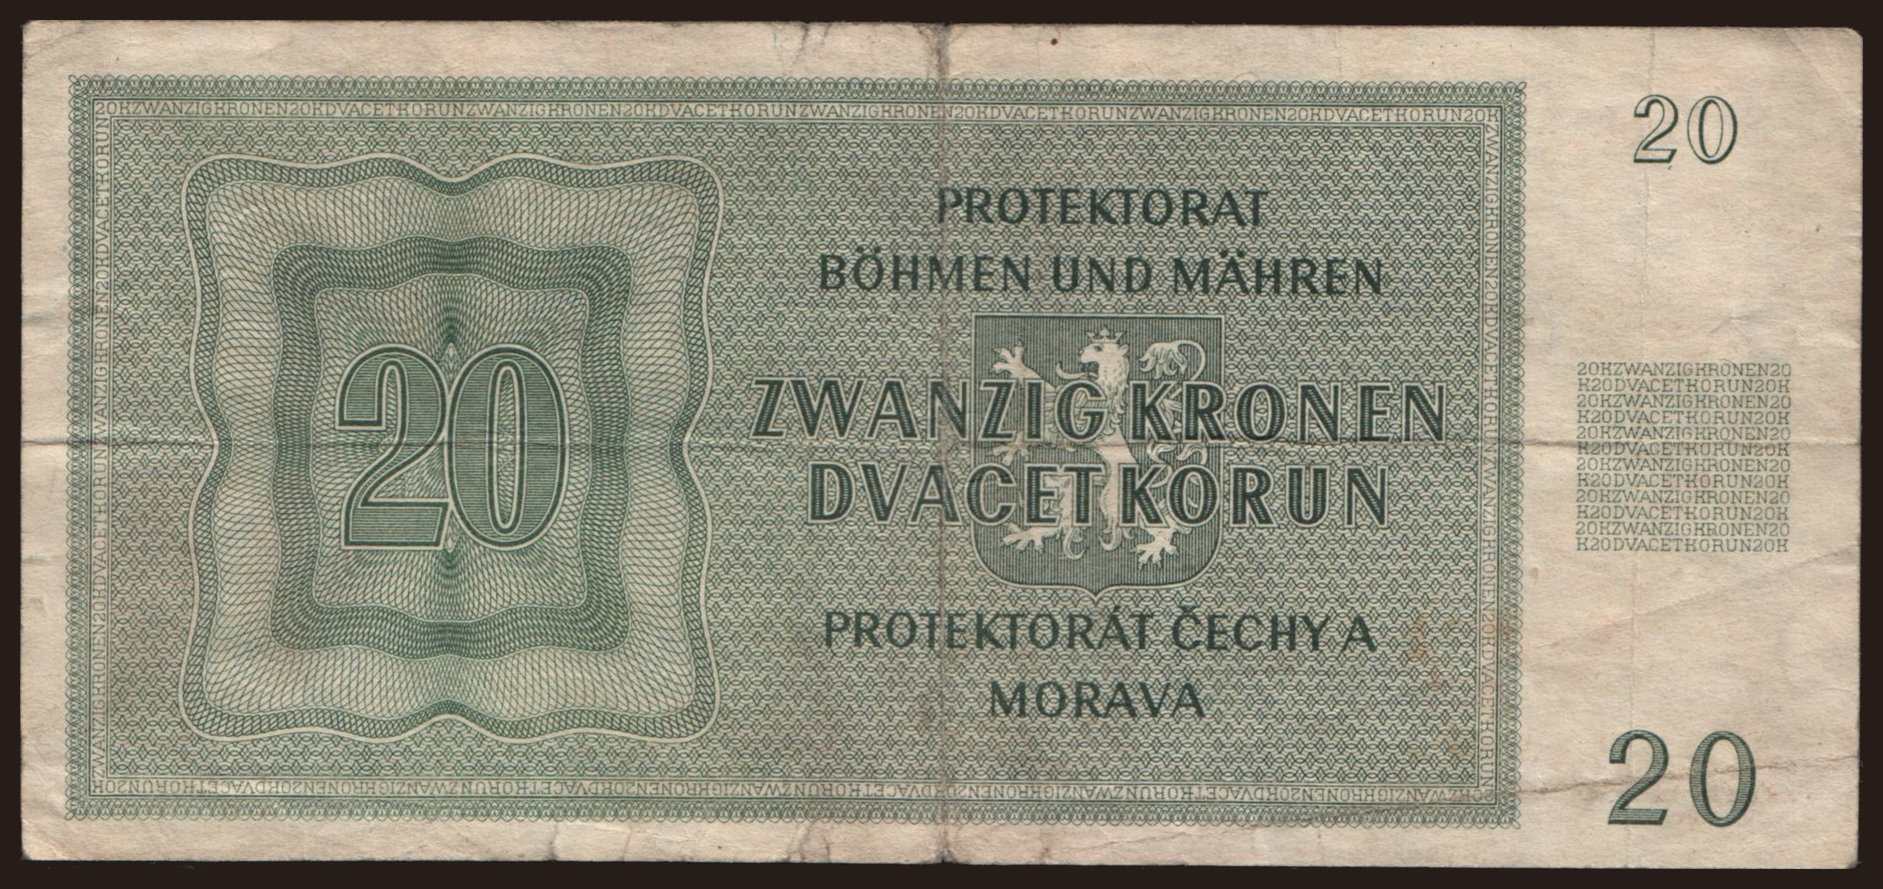 20KZWANZIGKRONEN20KDVACETKORUNZWANZIGKRONEN20KDVACETKORUNZWANZIGKRONEN20KDVACETKORUNZWANZIGKRONEN20KDVACETKORUN20K
20
PROTEKTORAT
BÖHMEN UND MÄHREN
20
ZWANZIG KRONEN
DVACET KORUN
PROTEKTORÁT ČECHY A
MORAVA
20KZWANZIGKRONEN20
K20DVACETKORUN20K
20KZWANZIGKRONEN20
K20DVACETKORUN20K
20KZWANZIGKRONEN20
K20DVACETKORUN20K
20KZWANZIGKRONEN20
K20DVACETKORUN20K
20KZWANZIGKRONEN20
K20DVACETKORUN20K
20KZWANZIGKRONEN20
K20DVACETKORUN20K
20